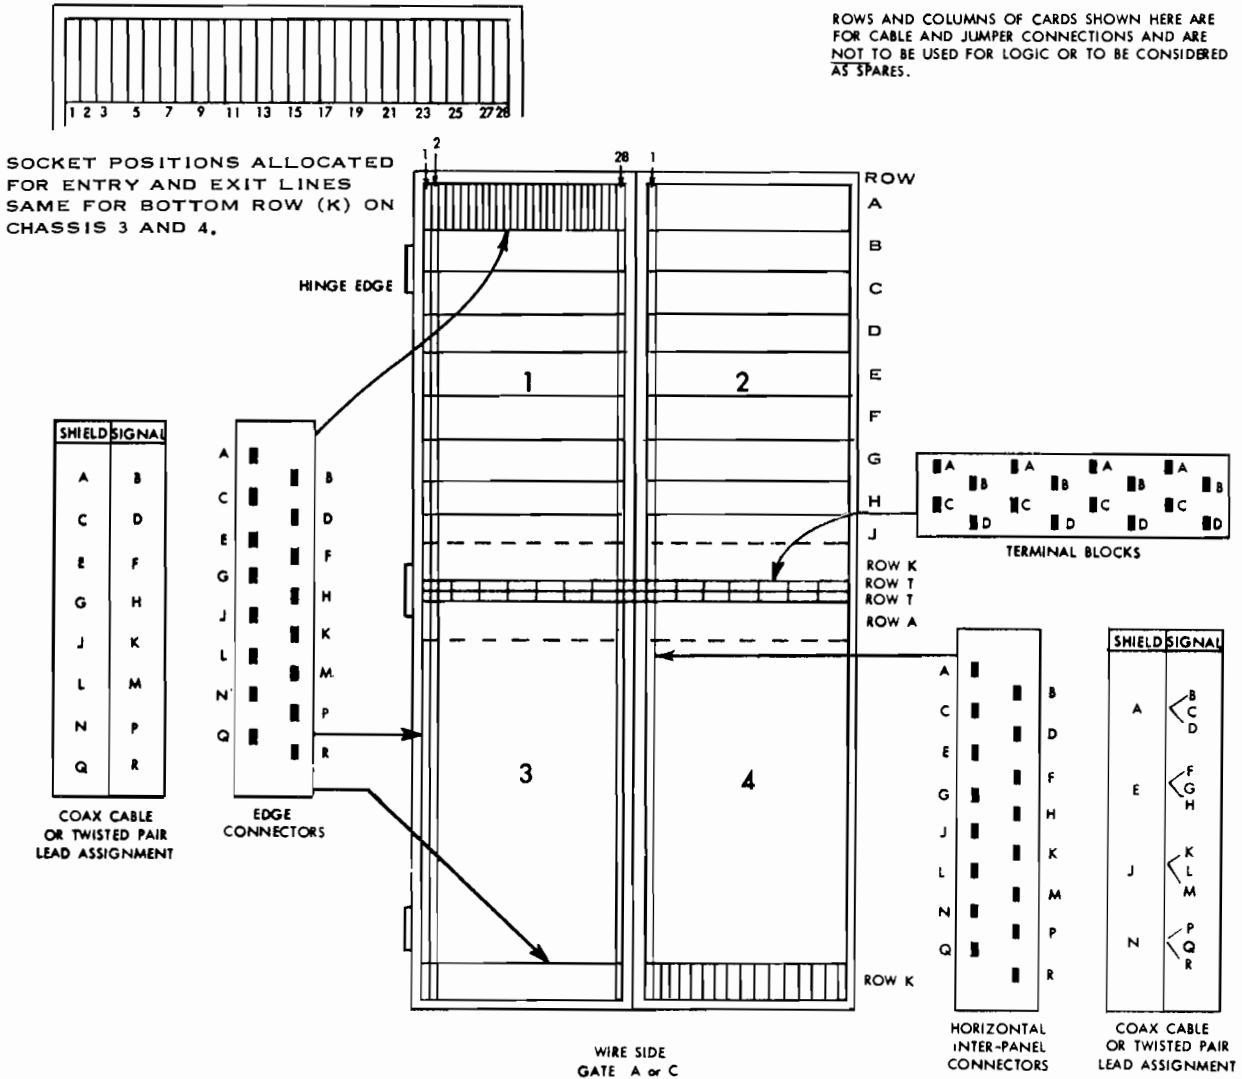 ROWS AND COLUMNS OF CARDS SHOWN HERE ARE
FOR CABLE AND JUMPER CONNECTIONS AND ARE
NOT TO BE USED FOR LOGIC OR TO BE CONSIDERED
AS SPARES.
1 2 3 5 7 9 11 13 15 17 19 21 23 25 27 28
SOCKET POSITIONS ALLOCATED
FOR ENTRY AND EXIT LINES
SAME FOR BOTTOM ROW (K) ON
CHASSIS 3 AND 4.
1 2 28 1
ROW
A
B
C
D
E
F
G
H
J
ROW K
ROW T
ROW T
ROW A
ROW K
HINGE EDGE
1
2
3
4
SHIELD SIGNAL
A B
C D
E F
G H
J K
L M
N P
Q R
COAX CABLE
OR TWISTED PAIR
LEAD ASSIGNMENT
A
B
C
D
E
F
G
H
J
K
L
M
N
P
Q
R
EDGE
CONNECTORS
A A A A
B B B B
C C C C
D D D D
TERMINAL BLOCKS
A
B
C
D
E
F
G
H
J
K
L
M
N
P
Q
R
HORIZONTAL
INTER-PANEL
CONNECTORS
SHIELD SIGNAL
B
A C
D
F
E G
H
K
J L
M
P
N Q
R
COAX CABLE
OR TWISTED PAIR
LEAD ASSIGNMENT
WIRE SIDE
GATE A or C